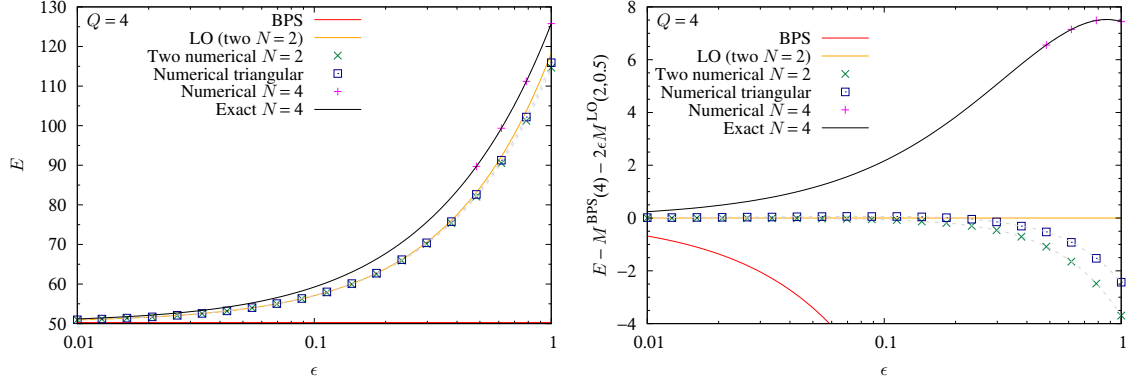 Q = 4
BPS
LO (two N = 2)
Two numerical N = 2
Numerical triangular
Numerical N = 4
Exact N = 4
E
130
120
110
100
90
80
70
60
50
0.01
0.1
1
ϵ
Q = 4
BPS
LO (two N = 2)
Two numerical N = 2
Numerical triangular
Numerical N = 4
Exact N = 4
E − M^BPS(4) − 2ϵM^LO(2,0.5)
8
6
4
2
0
−2
−4
0.01
0.1
1
ϵ